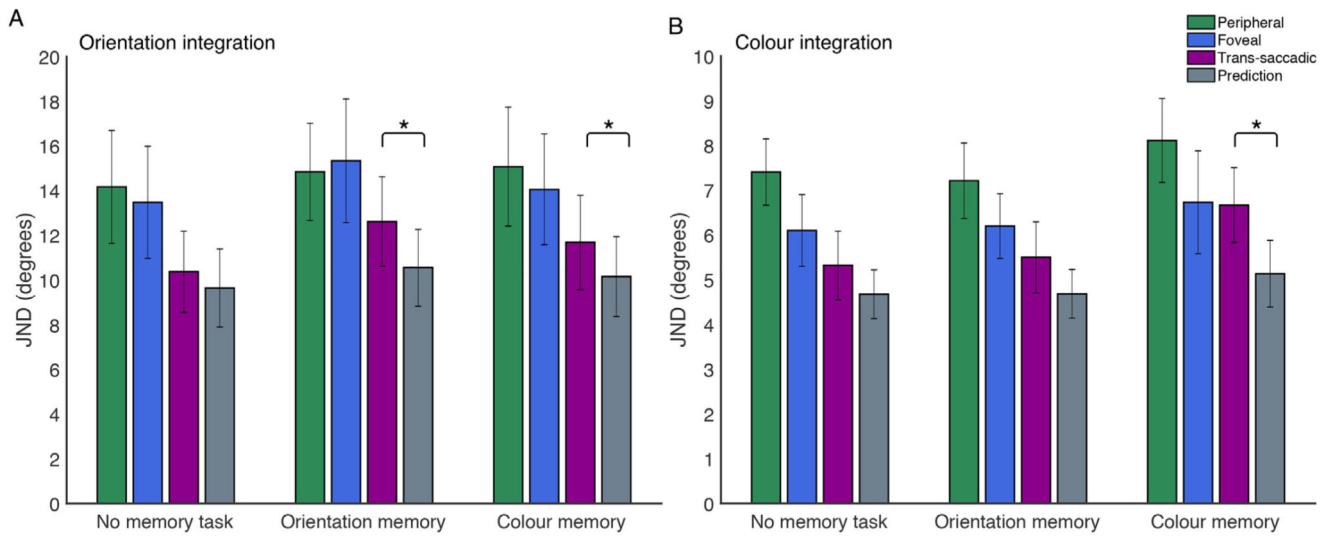 A
Orientation integration
JND (degrees)
20
18
16
14
12
10
8
6
4
2
0
*
*
No memory task
Orientation memory
Colour memory
B
Colour integration
Peripheral
Foveal
Trans-saccadic
Prediction
JND (degrees)
10
9
8
7
6
5
4
3
2
1
0
*
No memory task
Orientation memory
Colour memory